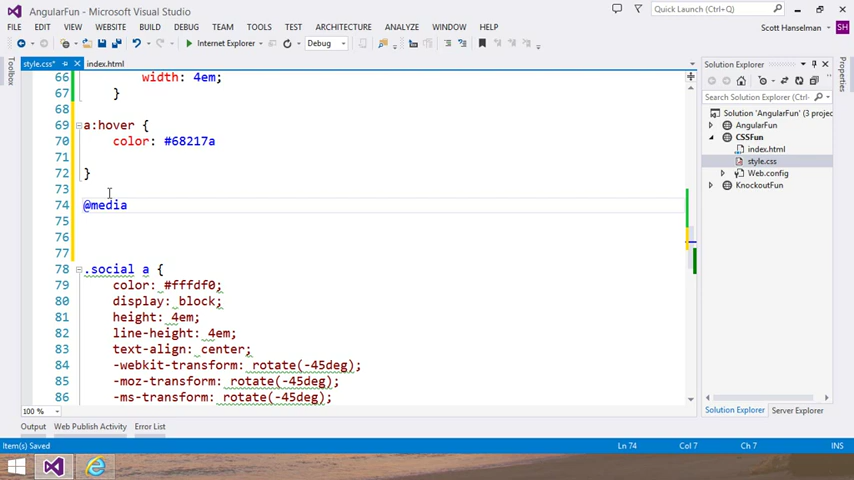 AngularFun - Microsoft Visual Studio
Quick Launch (Ctrl+Q)
FILE EDIT VIEW WEBSITE BUILD DEBUG TEAM TOOLS TEST ARCHITECTURE ANALYZE WINDOW HELP
Scott Hanselman SH
Internet Explorer Debug
Toolbox
style.css* index.html
Solution Explorer
Properties
66 width: 4em;
67 }
68
69 a:hover {
70 color: #68217a
71
72 }
73
74 @media
75
76
77
78 .social a {
79 color: #fffdf0;
80 display: block;
81 height: 4em;
82 line-height: 4em;
83 text-align: center;
84 -webkit-transform: rotate(-45deg);
85 -moz-transform: rotate(-45deg);
86 -ms-transform: rotate(-45deg);
Search Solution Explorer (Ctrl+
Solution 'AngularFun' (3 projec
AngularFun
CSSFun
index.html
style.css
Web.config
KnockoutFun
100 %
Solution Explorer Server Explorer
Output Web Publish Activity Error List
Item(s) Saved Ln 74 Col 7 Ch 7 INS